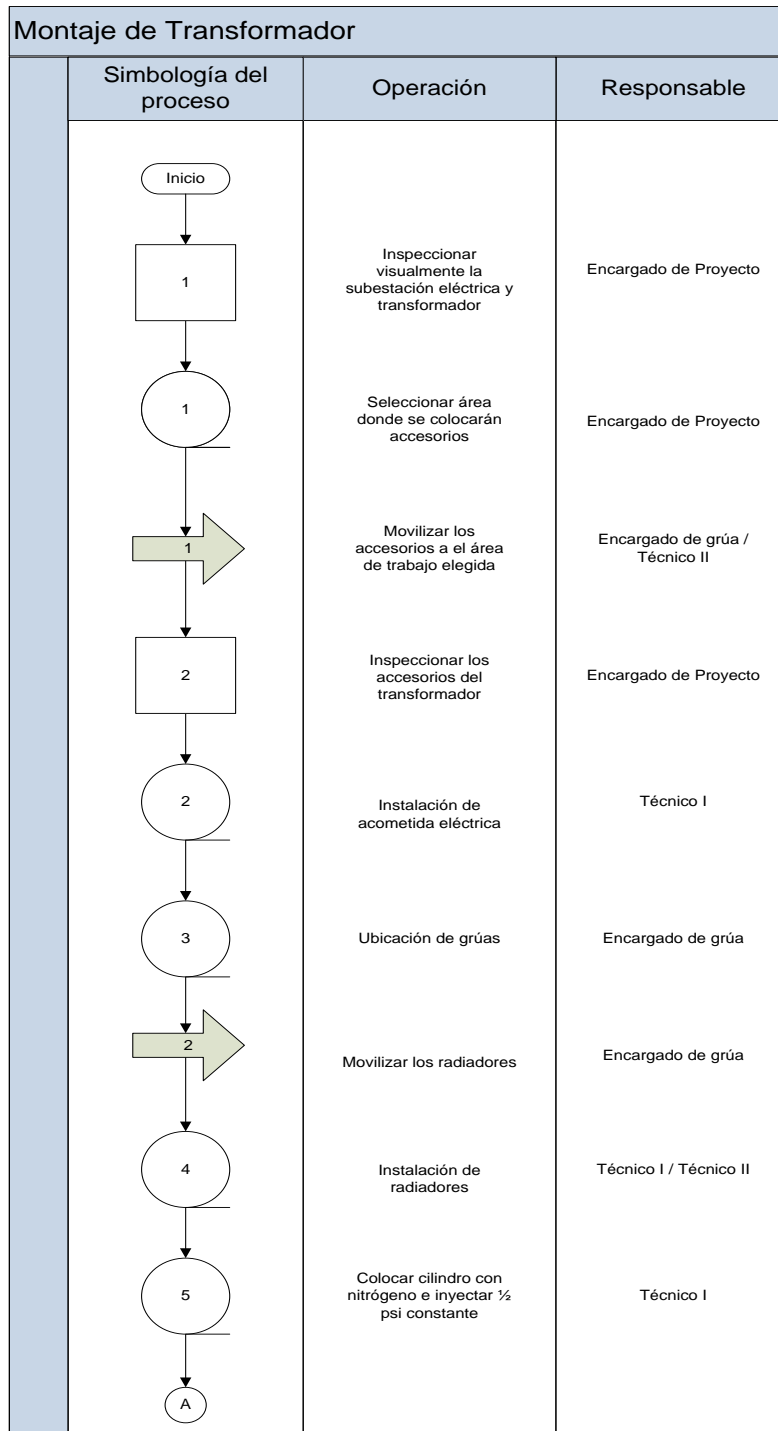 Montaje de Transformador
Simbología del
proceso
Operación
Responsable
Inicio
1
Inspeccionar
visualmente la
subestación eléctrica y
transformador
Encargado de Proyecto
1
Seleccionar área
donde se colocarán
accesorios
Encargado de Proyecto
1
Movilizar los
accesorios a el área
de trabajo elegida
Encargado de grúa /
Técnico II
2
Inspeccionar los
accesorios del
transformador
Encargado de Proyecto
2
Instalación de
acometida eléctrica
Técnico I
3
Ubicación de grúas
Encargado de grúa
2
Movilizar los radiadores
Encargado de grúa
4
Instalación de
radiadores
Técnico I / Técnico II
5
Colocar cilindro con
nitrógeno e inyectar ½
psi constante
Técnico I
A